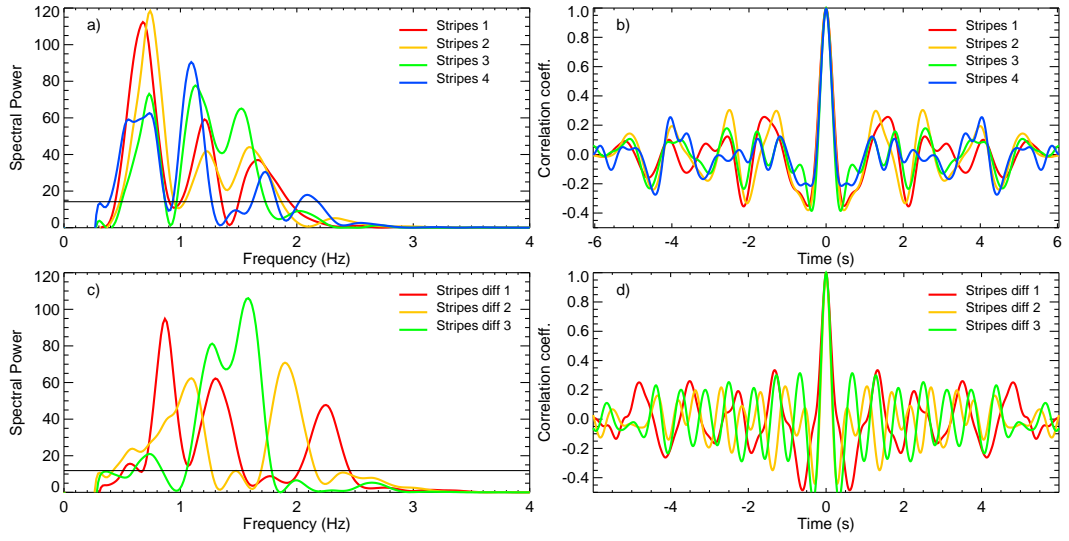 a)
Stripes 1
Stripes 2
Stripes 3
Stripes 4
120
100
80
60
40
20
0
Spectral Power
0 1 2 3 4
Frequency (Hz)
b)
Stripes 1
Stripes 2
Stripes 3
Stripes 4
1.0
0.8
0.6
0.4
0.2
0.0
-0.2
-0.4
Correlation coeff.
-6 -4 -2 0 2 4 6
Time (s)
c)
Stripes diff 1
Stripes diff 2
Stripes diff 3
120
100
80
60
40
20
0
Spectral Power
0 1 2 3 4
Frequency (Hz)
d)
Stripes diff 1
Stripes diff 2
Stripes diff 3
1.0
0.8
0.6
0.4
0.2
0.0
-0.2
-0.4
Correlation coeff.
-4 -2 0 2 4
Time (s)